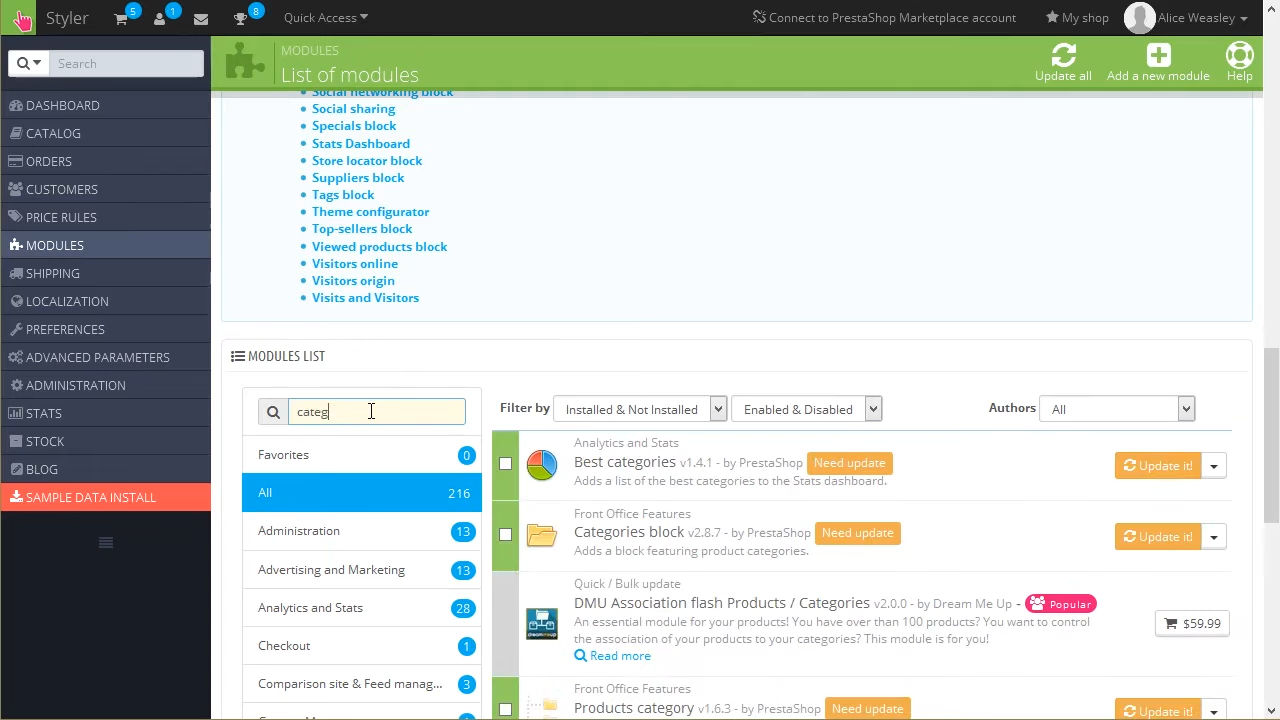 Styler 5 1 8 Quick Access Connect to PrestaShop Marketplace account My shop Alice Weasley
Search
DASHBOARD
CATALOG
ORDERS
CUSTOMERS
PRICE RULES
MODULES
SHIPPING
LOCALIZATION
PREFERENCES
ADVANCED PARAMETERS
ADMINISTRATION
STATS
STOCK
BLOG
SAMPLE DATA INSTALL
MODULES
List of modules
Update all Add a new module Help
Social networking block
Social sharing
Specials block
Stats Dashboard
Store locator block
Suppliers block
Tags block
Theme configurator
Top-sellers block
Viewed products block
Visitors online
Visitors origin
Visits and Visitors
MODULES LIST
categ
Favorites 0
All 216
Administration 13
Advertising and Marketing 13
Analytics and Stats 28
Checkout 1
Comparison site & Feed manag... 3
Filter by Installed & Not Installed Enabled & Disabled Authors All
Analytics and Stats
Best categories v1.4.1 - by PrestaShop Need update Update it!
Adds a list of the best categories to the Stats dashboard.
Front Office Features
Categories block v2.8.7 - by PrestaShop Need update Update it!
Adds a block featuring product categories.
Quick / Bulk update
DMU Association flash Products / Categories v2.0.0 - by Dream Me Up - Popular
An essential module for your products! You have over than 100 products? You want to control
the association of your products to your categories? This module is for you!
$59.99
Read more
Front Office Features
Products category v1.6.3 - by PrestaShop Need update Update it!